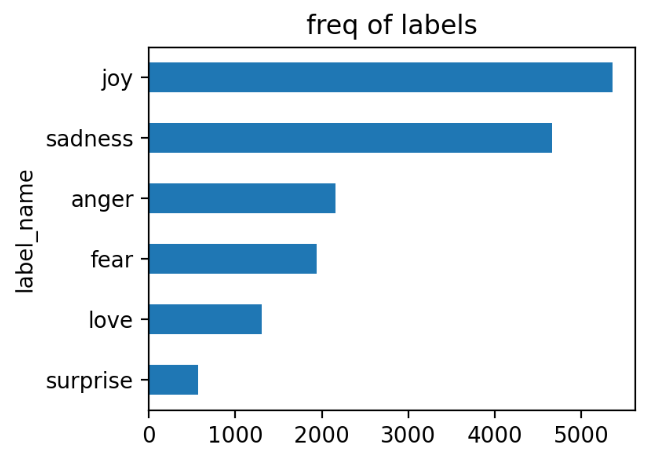 freq of labels
joy
sadness
anger
fear
love
surprise
label_name
0 1000 2000 3000 4000 5000